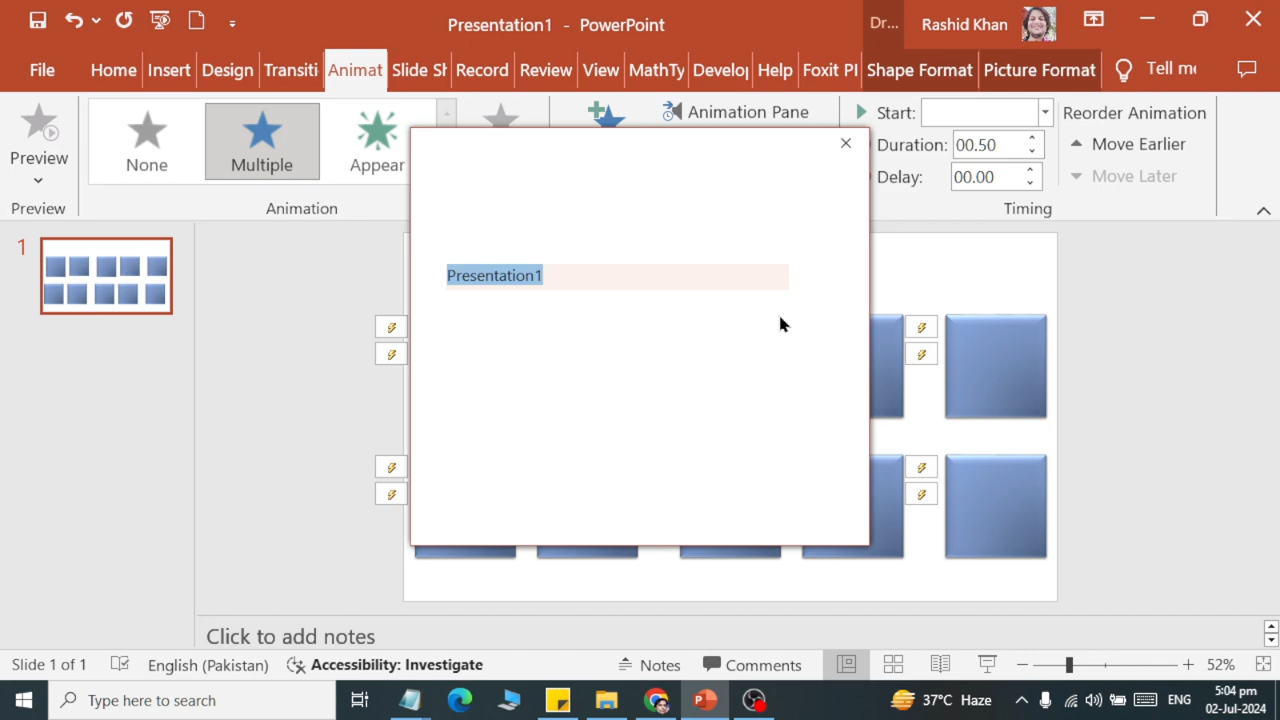 Presentation1 - PowerPoint
Dr...
Rashid Khan
File
Home
Insert
Design
Transiti
Animat
Slide Sh
Record
Review
View
MathTy
Develop
Help
Foxit PI
Shape Format
Picture Format
Tell me
Preview
None
Multiple
Appear
Animation Pane
Start:
Duration: 00.50
Delay: 00.00
Reorder Animation
Move Earlier
Move Later
Preview
Animation
Timing
1
Presentation1
Click to add notes
Slide 1 of 1
English (Pakistan)
Accessibility: Investigate
Notes
Comments
52%
Type here to search
37°C Haze
ENG
5:04 pm
02-Jul-2024